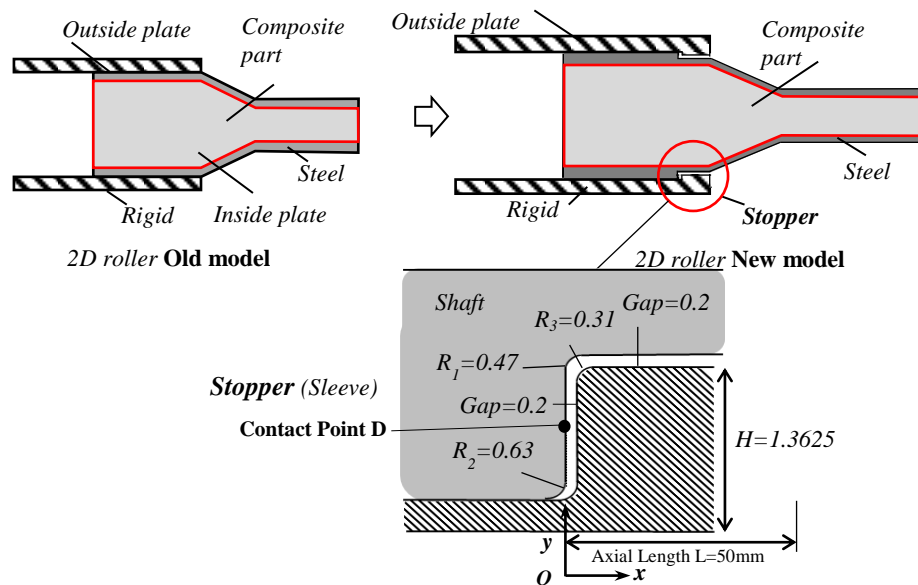 Outside plate
Composite
part
Steel
Rigid
Inside plate
2D roller Old model
Outside plate
Composite
part
Steel
Rigid
Stopper
2D roller New model
Shaft
Gap=0.2
R3=0.31
R1=0.47
Stopper (Sleeve)
Gap=0.2
Contact Point D
H=1.3625
R2=0.63
y
Axial Length L=50mm
O
x